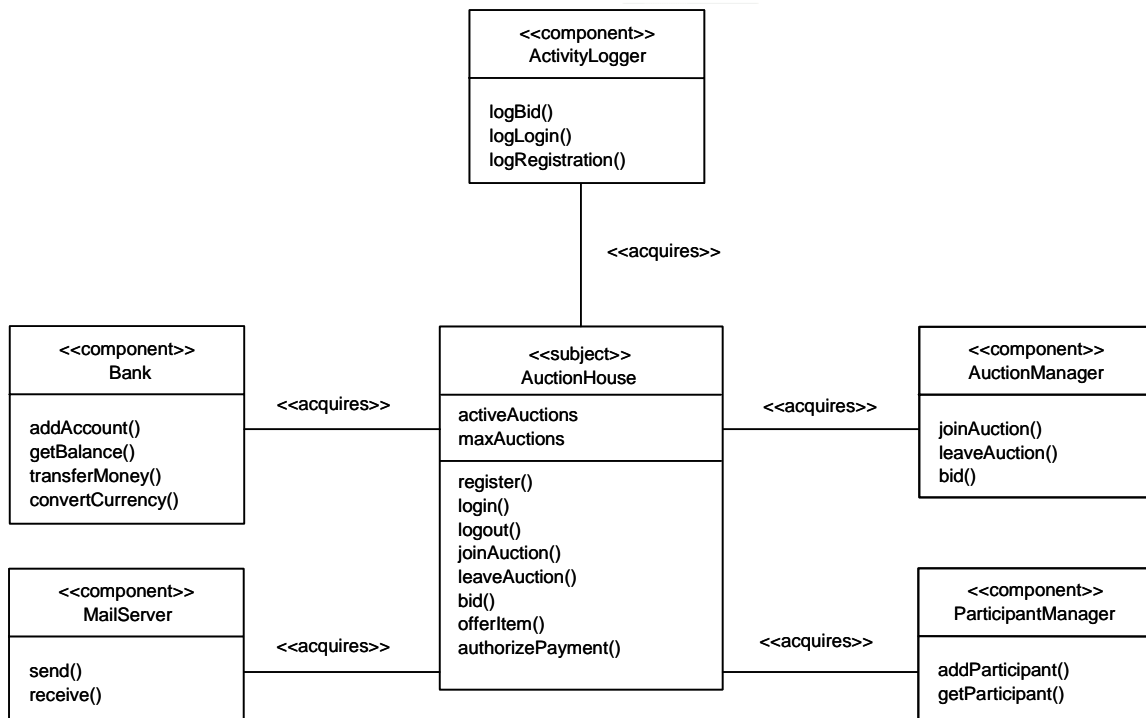 <<component>>
ActivityLogger
logBid()
logLogin()
logRegistration()
<<acquires>>
<<component>>
Bank
addAccount()
getBalance()
transferMoney()
convertCurrency()
<<acquires>>
<<subject>>
AuctionHouse
activeAuctions
maxAuctions
register()
login()
logout()
joinAuction()
leaveAuction()
bid()
offerItem()
authorizePayment()
<<acquires>>
<<component>>
AuctionManager
joinAuction()
leaveAuction()
bid()
<<component>>
MailServer
send()
receive()
<<acquires>>
<<acquires>>
<<component>>
ParticipantManager
addParticipant()
getParticipant()